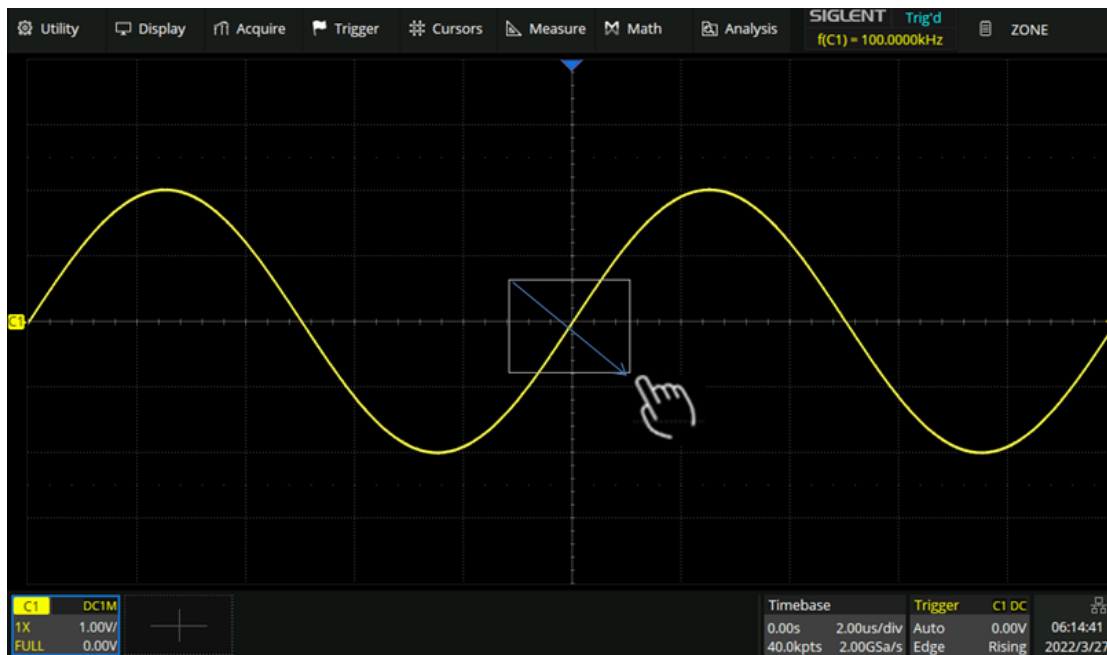 Utility Display Acquire Trigger Cursors Measure Math Analysis
SIGLENT Trig'd
f(C1) = 100.0000kHz
ZONE
C1
C1 DC1M
1X 1.00V/
FULL 0.00V
Timebase
0.00s 2.00us/div
40.0kpts 2.00GSa/s
Trigger C1 DC
Auto 0.00V
Edge Rising
06:14:41
2022/3/27